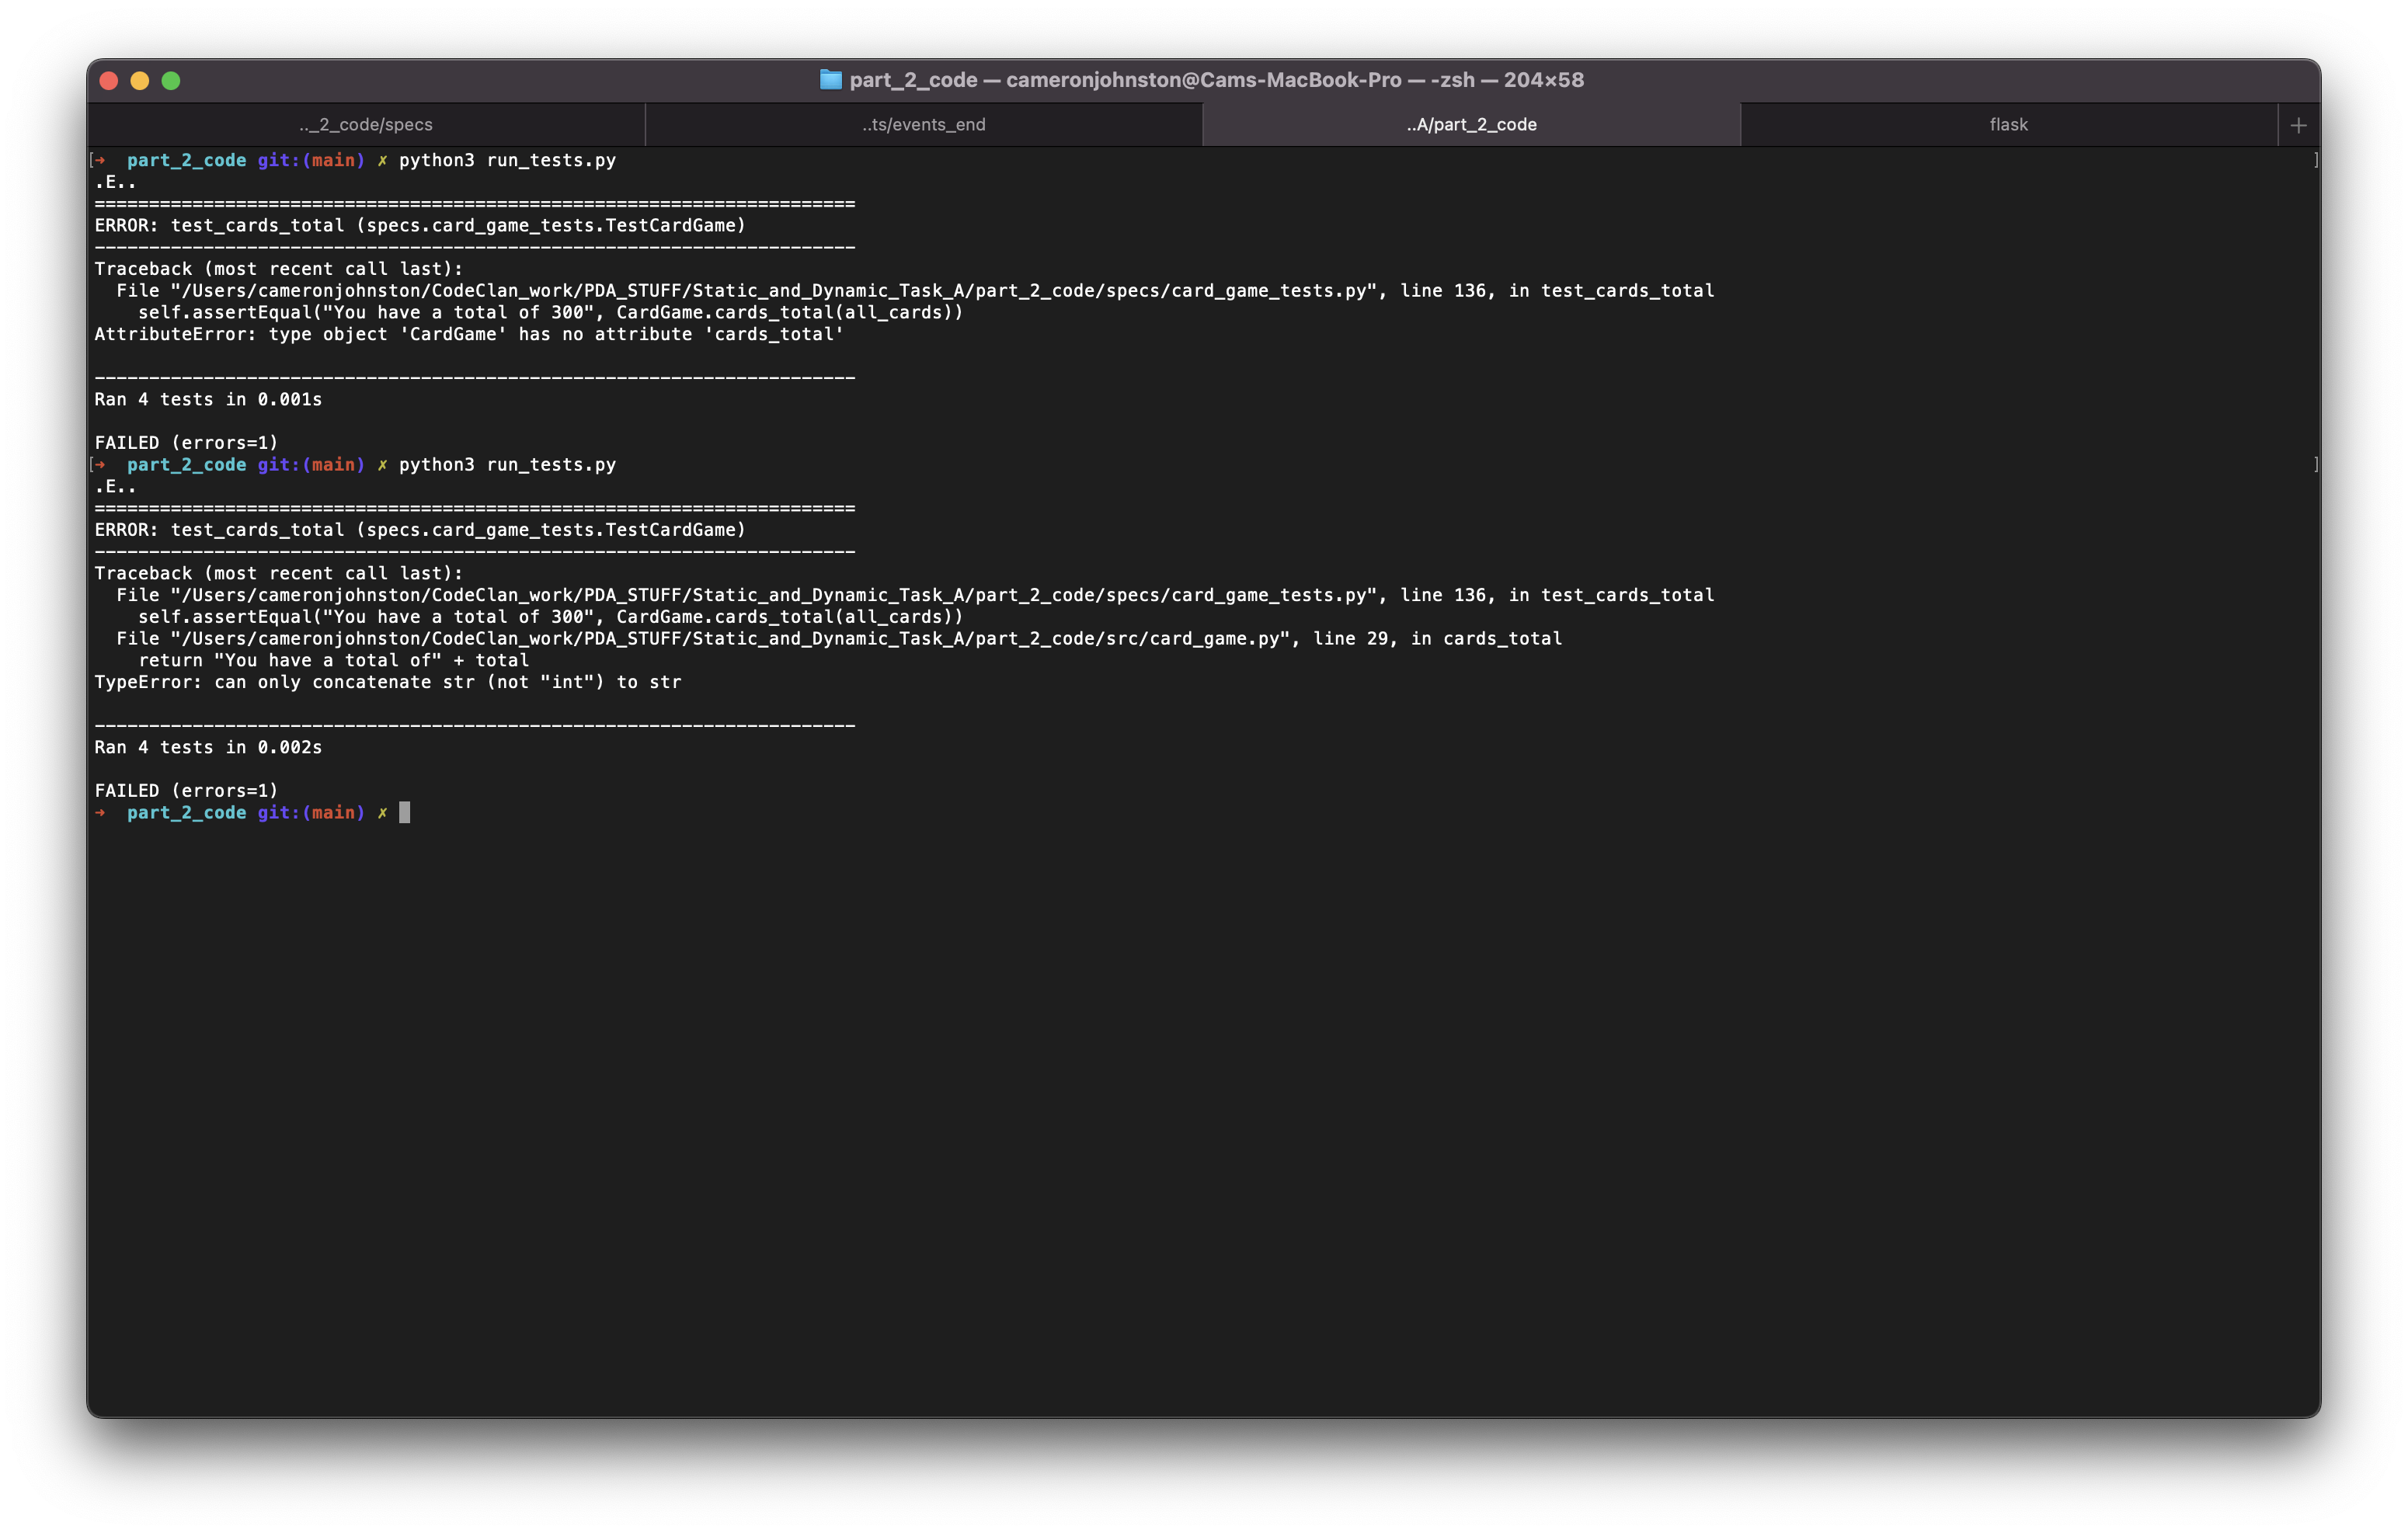 part_2_code — cameronjohnston@Cams-MacBook-Pro — -zsh — 204×58
.._2_code/specs ..ts/events_end ..A/part_2_code flask +
[➜  part_2_code git:(main) ✗ python3 run_tests.py ]
.E..
======================================================================
ERROR: test_cards_total (specs.card_game_tests.TestCardGame)
----------------------------------------------------------------------
Traceback (most recent call last):
  File "/Users/cameronjohnston/CodeClan_work/PDA_STUFF/Static_and_Dynamic_Task_A/part_2_code/specs/card_game_tests.py", line 136, in test_cards_total
    self.assertEqual("You have a total of 300", CardGame.cards_total(all_cards))
AttributeError: type object 'CardGame' has no attribute 'cards_total'
----------------------------------------------------------------------
Ran 4 tests in 0.001s
FAILED (errors=1)
[➜  part_2_code git:(main) ✗ python3 run_tests.py ]
.E..
======================================================================
ERROR: test_cards_total (specs.card_game_tests.TestCardGame)
----------------------------------------------------------------------
Traceback (most recent call last):
  File "/Users/cameronjohnston/CodeClan_work/PDA_STUFF/Static_and_Dynamic_Task_A/part_2_code/specs/card_game_tests.py", line 136, in test_cards_total
    self.assertEqual("You have a total of 300", CardGame.cards_total(all_cards))
  File "/Users/cameronjohnston/CodeClan_work/PDA_STUFF/Static_and_Dynamic_Task_A/part_2_code/src/card_game.py", line 29, in cards_total
    return "You have a total of" + total
TypeError: can only concatenate str (not "int") to str
----------------------------------------------------------------------
Ran 4 tests in 0.002s
FAILED (errors=1)
➜  part_2_code git:(main) ✗